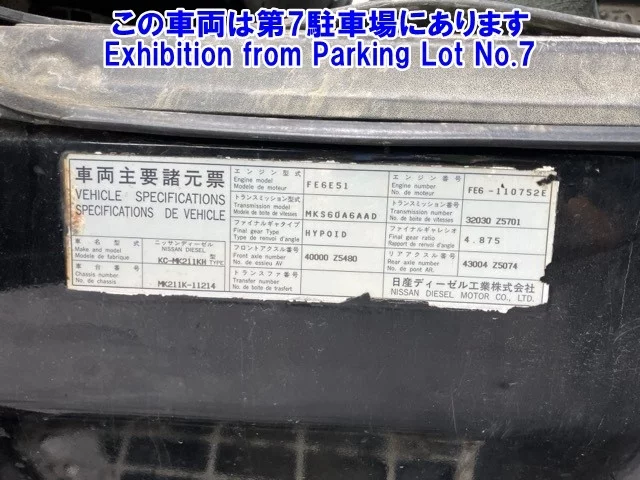 この車両は第7駐車場にあります
Exhibition from Parking Lot No.7
車両主要諸元票
VEHICLE SPECIFICATIONS
SPECIFICATIONS DE VEHICLE
車名型式
Make and model
Modele de fabrique
ニッサンディーゼル
NISSAN DIESEL
KC-MK211KH TYPE
型
車台番号
No. of chassis
No. de chassis
MK211K-11214
エンジン型式
Engine model
Modele de moteur
FE6E51
トランスミッション型式
Transmission model
Modele de boite de vitesses
MKS60A6AAD
ファイナルギヤタイプ
Final gear Type
Type de renvoi d'angle
HYPOID
フロントアクスル番号
Front axle number
No. de essieu AV
40000 Z5480
トランスファ番号
Transfer number
No. de boite de trasfert
エンジン番号
Engine number
No. de moteur
FE6 -110752E
トランスミッション番号
Transmission number
No. de boite de vitesses
32030 Z5701
ファイナルギヤレシオ
Final gear ratio
Rapport de renvoi d'angle
4.875
リアアクスル番号
Rear axle number
No. de pont AR.
43004 Z5074
日産ディーゼル工業株式会社
NISSAN DIESEL MOTOR CO., LTD.